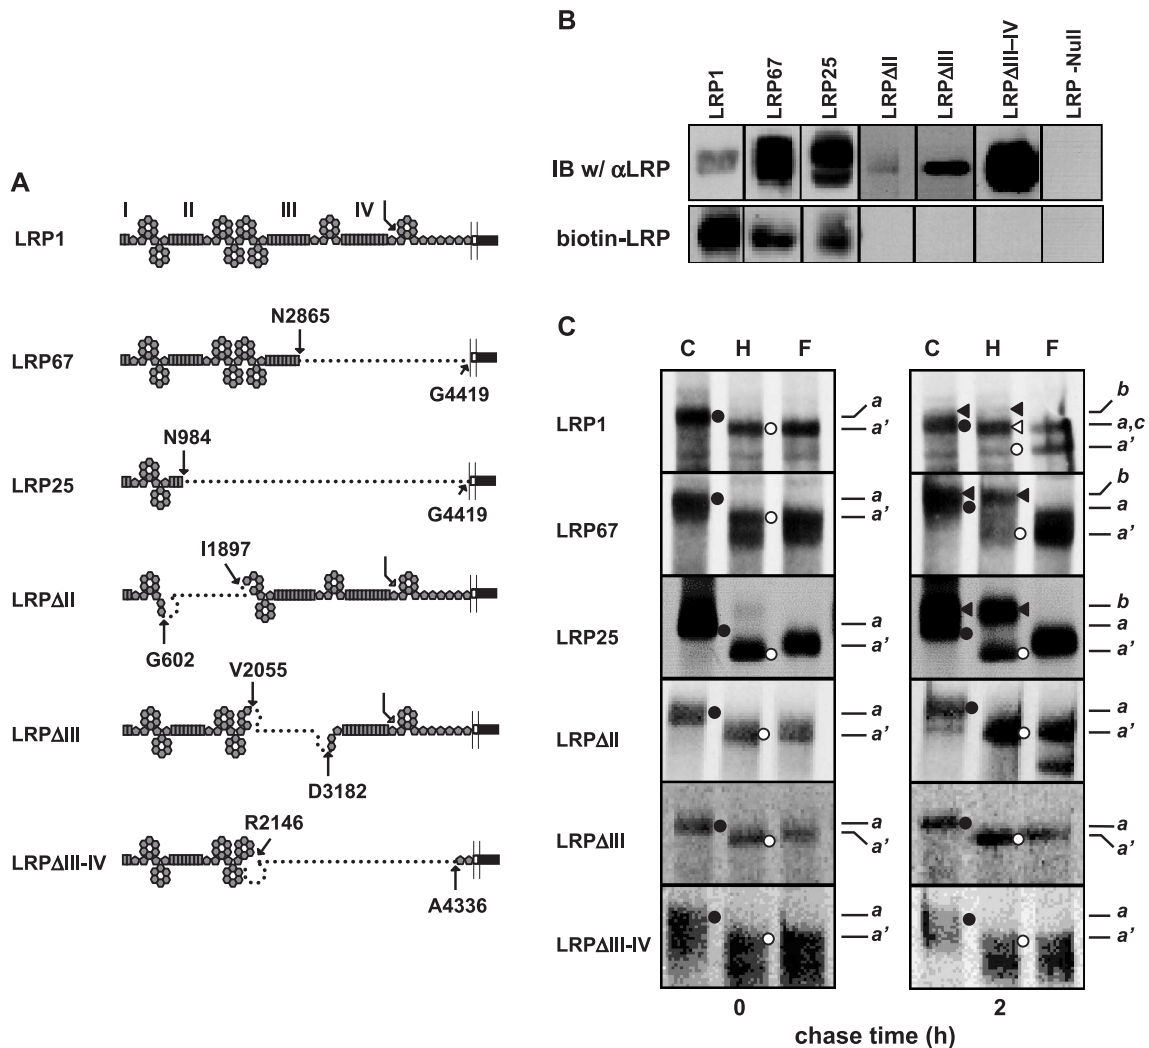 A
I II III IV
LRP1
N2865
LRP67
G4419
N984
LRP25
G4419
I1897
LRPΔII
G602
V2055
LRPΔIII
D3182
R2146
LRPΔIII-IV
A4336
B
LRP1 LRP67 LRP25 LRPΔII LRPΔIII LRPΔIII–IV LRP -Null
IB w/ αLRP
biotin-LRP
C
C H F C H F
LRP1 a a' b a,c a'
LRP67 a a' b a a'
LRP25 a a' b a a'
LRPΔII a a' a a'
LRPΔIII a a' a a'
LRPΔIII-IV a a' a a'
0 2
chase time (h)